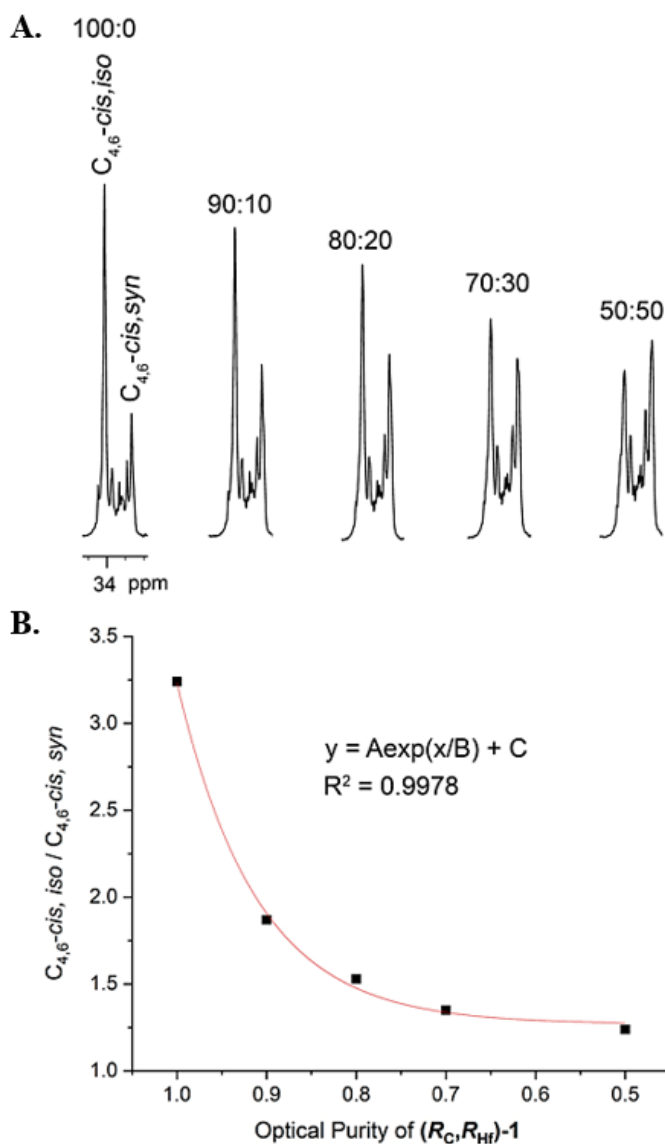 A. 100:0
C₄,₆-cis,iso
C₄,₆-cis,syn
90:10
80:20
70:30
50:50
34 ppm
B.
3.5
3.0
2.5
2.0
1.5
1.0
C₄,₆-cis, iso / C₄,₆-cis, syn
y = Aexp(x/B) + C
R² = 0.9978
1.0 0.9 0.8 0.7 0.6 0.5
Optical Purity of (R_C,R_Hf)-1